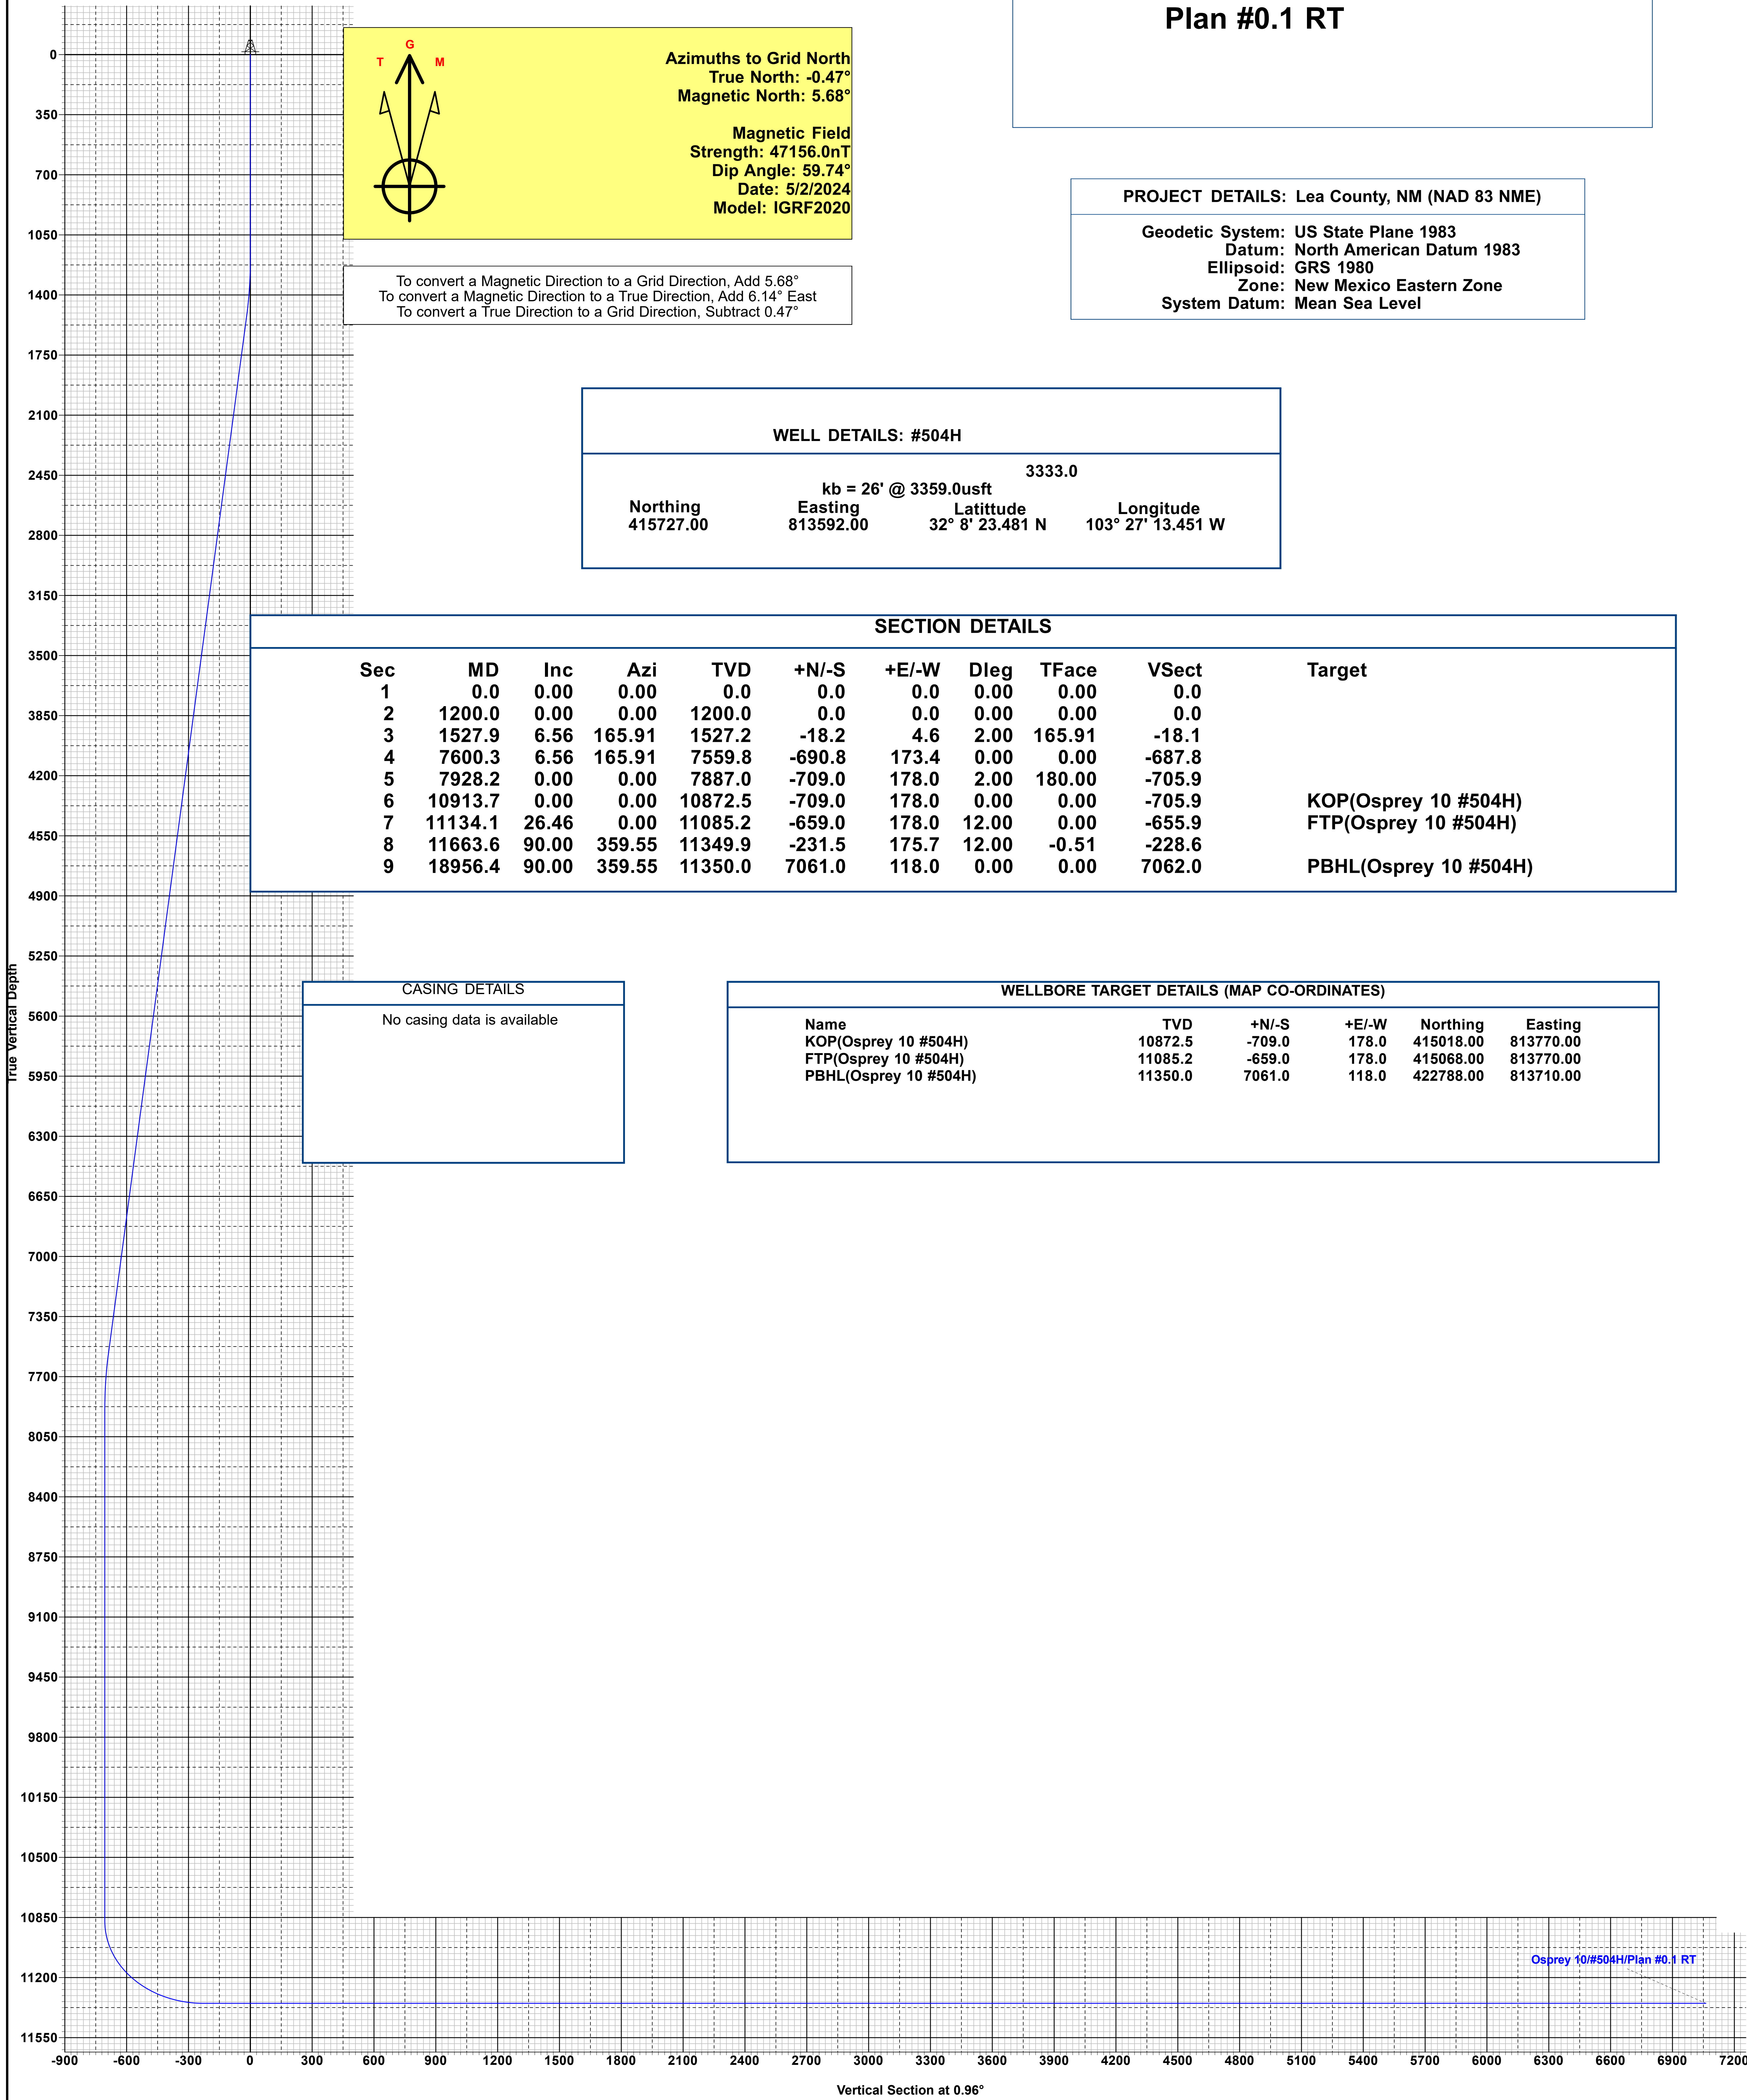 Plan #0.1 RT
T G M
Azimuths to Grid North
True North: -0.47°
Magnetic North: 5.68°
Magnetic Field
Strength: 47156.0nT
Dip Angle: 59.74°
Date: 5/2/2024
Model: IGRF2020
To convert a Magnetic Direction to a Grid Direction, Add 5.68°
To convert a Magnetic Direction to a True Direction, Add 6.14° East
To convert a True Direction to a Grid Direction, Subtract 0.47°
PROJECT DETAILS: Lea County, NM (NAD 83 NME)
Geodetic System: US State Plane 1983
Datum: North American Datum 1983
Ellipsoid: GRS 1980
Zone: New Mexico Eastern Zone
System Datum: Mean Sea Level
WELL DETAILS: #504H
3333.0
kb = 26' @ 3359.0usft
Northing Easting Latittude Longitude
415727.00 813592.00 32° 8' 23.481 N 103° 27' 13.451 W
SECTION DETAILS
Sec MD Inc Azi TVD +N/-S +E/-W Dleg TFace VSect Target
1 0.0 0.00 0.00 0.0 0.0 0.0 0.00 0.00 0.0
2 1200.0 0.00 0.00 1200.0 0.0 0.0 0.00 0.00 0.0
3 1527.9 6.56 165.91 1527.2 -18.2 4.6 2.00 165.91 -18.1
4 7600.3 6.56 165.91 7559.8 -690.8 173.4 0.00 0.00 -687.8
5 7928.2 0.00 0.00 7887.0 -709.0 178.0 2.00 180.00 -705.9
6 10913.7 0.00 0.00 10872.5 -709.0 178.0 0.00 0.00 -705.9 KOP(Osprey 10 #504H)
7 11134.1 26.46 0.00 11085.2 -659.0 178.0 12.00 0.00 -655.9 FTP(Osprey 10 #504H)
8 11663.6 90.00 359.55 11349.9 -231.5 175.7 12.00 -0.51 -228.6
9 18956.4 90.00 359.55 11350.0 7061.0 118.0 0.00 0.00 7062.0 PBHL(Osprey 10 #504H)
CASING DETAILS
No casing data is available
WELLBORE TARGET DETAILS (MAP CO-ORDINATES)
Name TVD +N/-S +E/-W Northing Easting
KOP(Osprey 10 #504H) 10872.5 -709.0 178.0 415018.00 813770.00
FTP(Osprey 10 #504H) 11085.2 -659.0 178.0 415068.00 813770.00
PBHL(Osprey 10 #504H) 11350.0 7061.0 118.0 422788.00 813710.00
True Vertical Depth
0
350
700
1050
1400
1750
2100
2450
2800
3150
3500
3850
4200
4550
4900
5250
5600
5950
6300
6650
7000
7350
7700
8050
8400
8750
9100
9450
9800
10150
10500
10850
11200
11550
Osprey 10/#504H/Plan #0.1 RT
-900 -600 -300 0 300 600 900 1200 1500 1800 2100 2400 2700 3000 3300 3600 3900 4200 4500 4800 5100 5400 5700 6000 6300 6600 6900 7200
Vertical Section at 0.96°